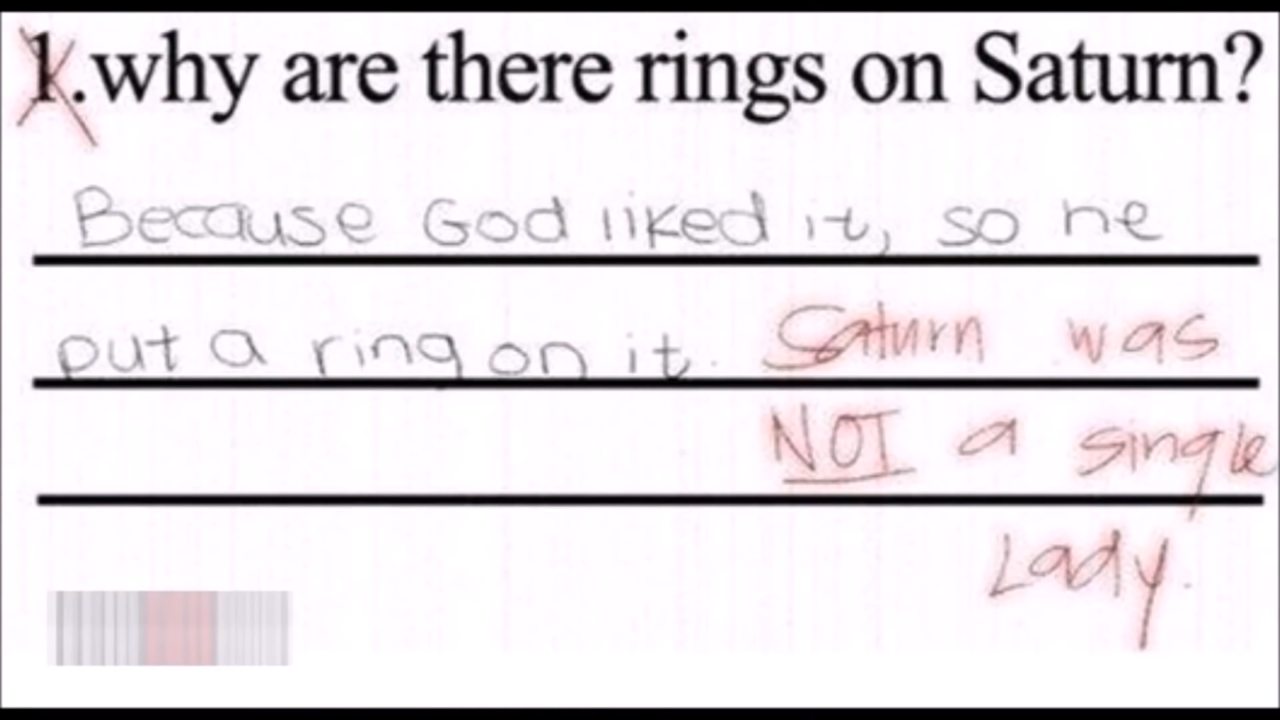 1.why are there rings on Saturn?
Because God liked it, so he
put a ring on it. Saturn was
NOT a single
Lady.